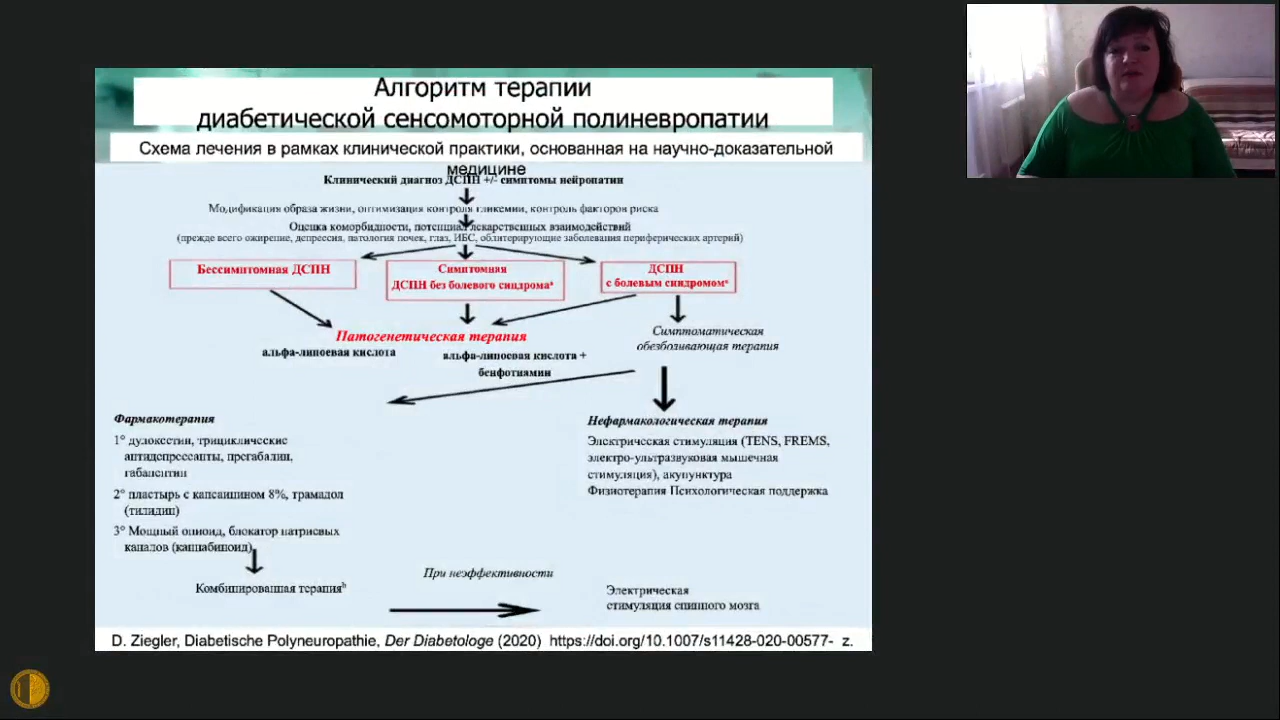 Алгоритм терапии
диабетической сенсомоторной полиневропатии
Схема лечения в рамках клинической практики, основанная на научно-доказательной
медицине
Клинический диагноз ДСПН +/- симптомы нейропатии
Модификация образа жизни, оптимизация контроля гликемии, контроль факторов риска
Оценка коморбидности, потенциал лекарственных взаимодействий
(прежде всего ожирение, депрессия, патология почек, глаз, ИБС, облитерирующие заболевания периферических артерий)
Бессимптомная ДСПН
Симптомная
ДСПН без болевого синдромаª
ДСПН
с болевым синдромомᶜ
Патогенетическая терапия
альфа-липоевая кислота
альфа-липоевая кислота +
бенфотиамин
Симптоматическая
обезболивающая терапия
Фармакотерапия
1° дулоксетин, трициклические
антидепрессанты, прегабалин,
габапентин
2° пластырь с капсаицином 8%, трамадол
(тилидин)
3° Мощный опиоид, блокатор натриевых
каналов (каннабиноид)
Комбинированная терапияᵇ
Нефармакологическая терапия
Электрическая стимуляция (TENS, FREMS,
электро-ультразвуковая мышечная
стимуляция), акупунктура
Физиотерапия Психологическая поддержка
При неэффективности
Электрическая
стимуляция спинного мозга
D. Ziegler, Diabetische Polyneuropathie, Der Diabetologe (2020) https://doi.org/10.1007/s11428-020-00577- z.